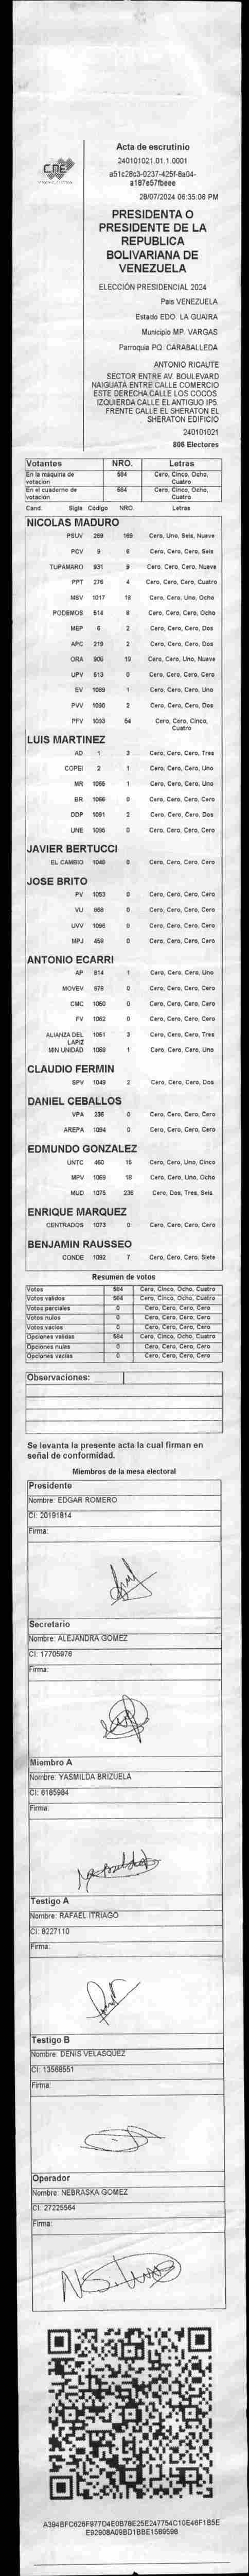 Acta de escrutinio
240101021.01.1.0001
CNE
a51c28c3-0237-425f-8a04-
a187e57fbeee
28/07/2024 06:35:06 PM
PRESIDENTA O
PRESIDENTE DE LA
REPUBLICA
BOLIVARIANA DE
VENEZUELA
ELECCIÓN PRESIDENCIAL 2024
Pais VENEZUELA
Estado EDO. LA GUAIRA
Municipio MP. VARGAS
Parroquia PQ. CARABALLEDA
ANTONIO RICAUTE
SECTOR ENTRE AV. BOULEVARD
NAIGUATA ENTRE CALLE COMERCIO
ESTE DERECHA CALLE LOS COCOS.
IZQUIERDA CALLE EL ANTIGUO IPS.
FRENTE CALLE EL SHERATON EL
SHERATON EDIFICIO
240101021
806 Electores
Votantes NRO. Letras
En la máquina de votación 584 Cero, Cinco, Ocho, Cuatro
En el cuaderno de votación 584 Cero, Cinco, Ocho, Cuatro
Cand. Sigla Codigo NRO. Letras
NICOLAS MADURO
PSUV 269 169 Cero, Uno, Seis, Nueve
PCV 9 6 Cero, Cero, Cero, Seis
TUPAMARO 931 9 Cero, Cero, Cero, Nueve
PPT 276 4 Cero, Cero, Cero, Cuatro
MSV 1017 18 Cero, Cero, Uno, Ocho
PODEMOS 514 8 Cero, Cero, Cero, Ocho
MEP 6 2 Cero, Cero, Cero, Dos
APC 219 2 Cero, Cero, Cero, Dos
ORA 906 19 Cero, Cero, Uno, Nueve
UPV 513 0 Cero, Cero, Cero, Cero
EV 1089 1 Cero, Cero, Cero, Uno
PVV 1090 2 Cero, Cero, Cero, Dos
PFV 1093 54 Cero, Cero, Cinco, Cuatro
LUIS MARTINEZ
AD 1 3 Cero, Cero, Cero, Tres
COPEI 2 1 Cero, Cero, Cero, Uno
MR 1065 1 Cero, Cero, Cero, Uno
BR 1066 0 Cero, Cero, Cero, Cero
DDP 1091 2 Cero, Cero, Cero, Dos
UNE 1095 0 Cero, Cero, Cero, Cero
JAVIER BERTUCCI
EL CAMBIO 1048 0 Cero, Cero, Cero, Cero
JOSE BRITO
PV 1053 0 Cero, Cero, Cero, Cero
VU 968 0 Cero, Cero, Cero, Cero
UVV 1096 0 Cero, Cero, Cero, Cero
MPJ 459 0 Cero, Cero, Cero, Cero
ANTONIO ECARRI
AP 814 1 Cero, Cero, Cero, Uno
MOVEV 878 0 Cero, Cero, Cero, Cero
CMC 1050 0 Cero, Cero, Cero, Cero
FV 1062 0 Cero, Cero, Cero, Cero
ALIANZA DEL LAPIZ 1051 3 Cero, Cero, Cero, Tres
MIN UNIDAD 1069 1 Cero, Cero, Cero, Uno
CLAUDIO FERMIN
SPV 1049 2 Cero, Cero, Cero, Dos
DANIEL CEBALLOS
VPA 236 0 Cero, Cero, Cero, Cero
AREPA 1094 0 Cero, Cero, Cero, Cero
EDMUNDO GONZALEZ
UNTC 460 15 Cero, Cero, Uno, Cinco
MPV 1069 18 Cero, Cero, Uno, Ocho
MUD 1075 236 Cero, Dos, Tres, Seis
ENRIQUE MARQUEZ
CENTRADOS 1073 0 Cero, Cero, Cero, Cero
BENJAMIN RAUSSEO
CONDE 1092 7 Cero, Cero, Cero, Siete
Resumen de votos
Votos 584 Cero, Cinco, Ocho, Cuatro
Votos validos 584 Cero, Cinco, Ocho, Cuatro
Votos parciales 0 Cero, Cero, Cero, Cero
Votos nulos 0 Cero, Cero, Cero, Cero
Votos vacios 0 Cero, Cero, Cero, Cero
Opciones validas 584 Cero, Cinco, Ocho, Cuatro
Opciones nulas 0 Cero, Cero, Cero, Cero
Opciones vacias 0 Cero, Cero, Cero, Cero
Observaciones:
Se levanta la presente acta la cual firman en
señal de conformidad.
Miembros de la mesa electoral
Presidente
Nombre: EDGAR ROMERO
CI: 20191814
Firma:
Secretario
Nombre: ALEJANDRA GOMEZ
CI: 17705978
Firma:
Miembro A
Nombre: YASMILDA BRIZUELA
CI: 6185984
Firma:
Testigo A
Nombre: RAFAEL ITRIAGO
CI: 8227110
Firma:
Testigo B
Nombre: DENIS VELASQUEZ
CI: 13566551
Firma:
Operador
Nombre: NEBRASKA GOMEZ
CI: 27225564
Firma:
A394BFC626F977D4E0B78E25E247754C10E46F1B5E
E92908A09BD1BBE1589598